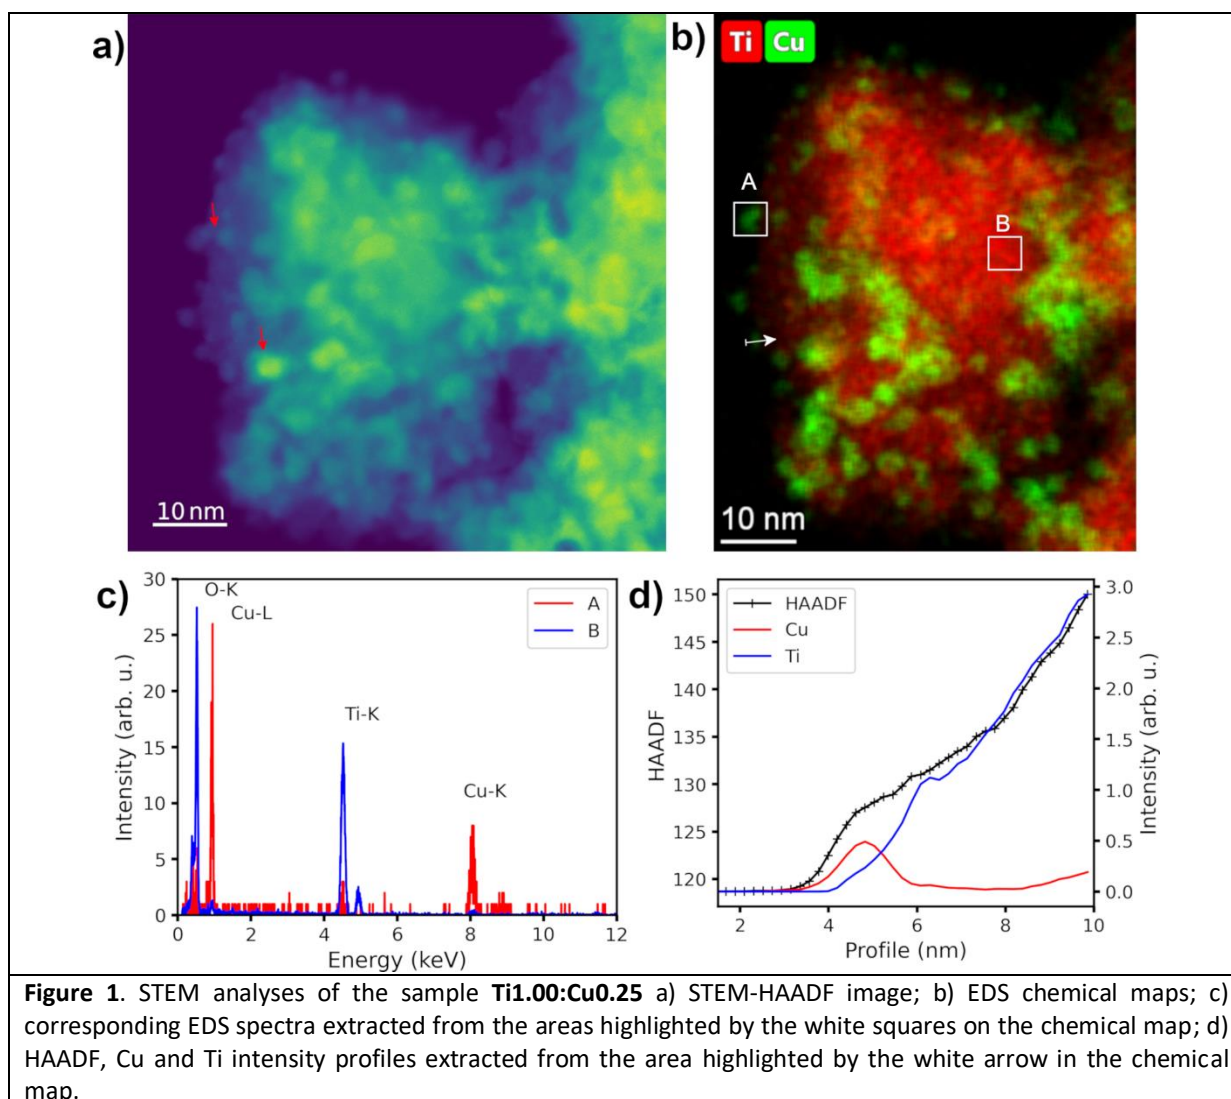 a)
10 nm
b)
Ti Cu
A
B
10 nm
c)
30
25
20
15
10
5
0
Intensity (arb. u.)
O-K
Cu-L
Ti-K
Cu-K
A
B
0 2 4 6 8 10 12
Energy (keV)
d)
150
145
140
135
130
125
120
HAADF
HAADF
Cu
Ti
3.0
2.5
2.0
1.5
1.0
0.5
0.0
Intensity (arb. u.)
2 4 6 8 10
Profile (nm)
Figure 1. STEM analyses of the sample Ti1.00:Cu0.25 a) STEM-HAADF image; b) EDS chemical maps; c)
corresponding EDS spectra extracted from the areas highlighted by the white squares on the chemical map; d)
HAADF, Cu and Ti intensity profiles extracted from the area highlighted by the white arrow in the chemical
map.